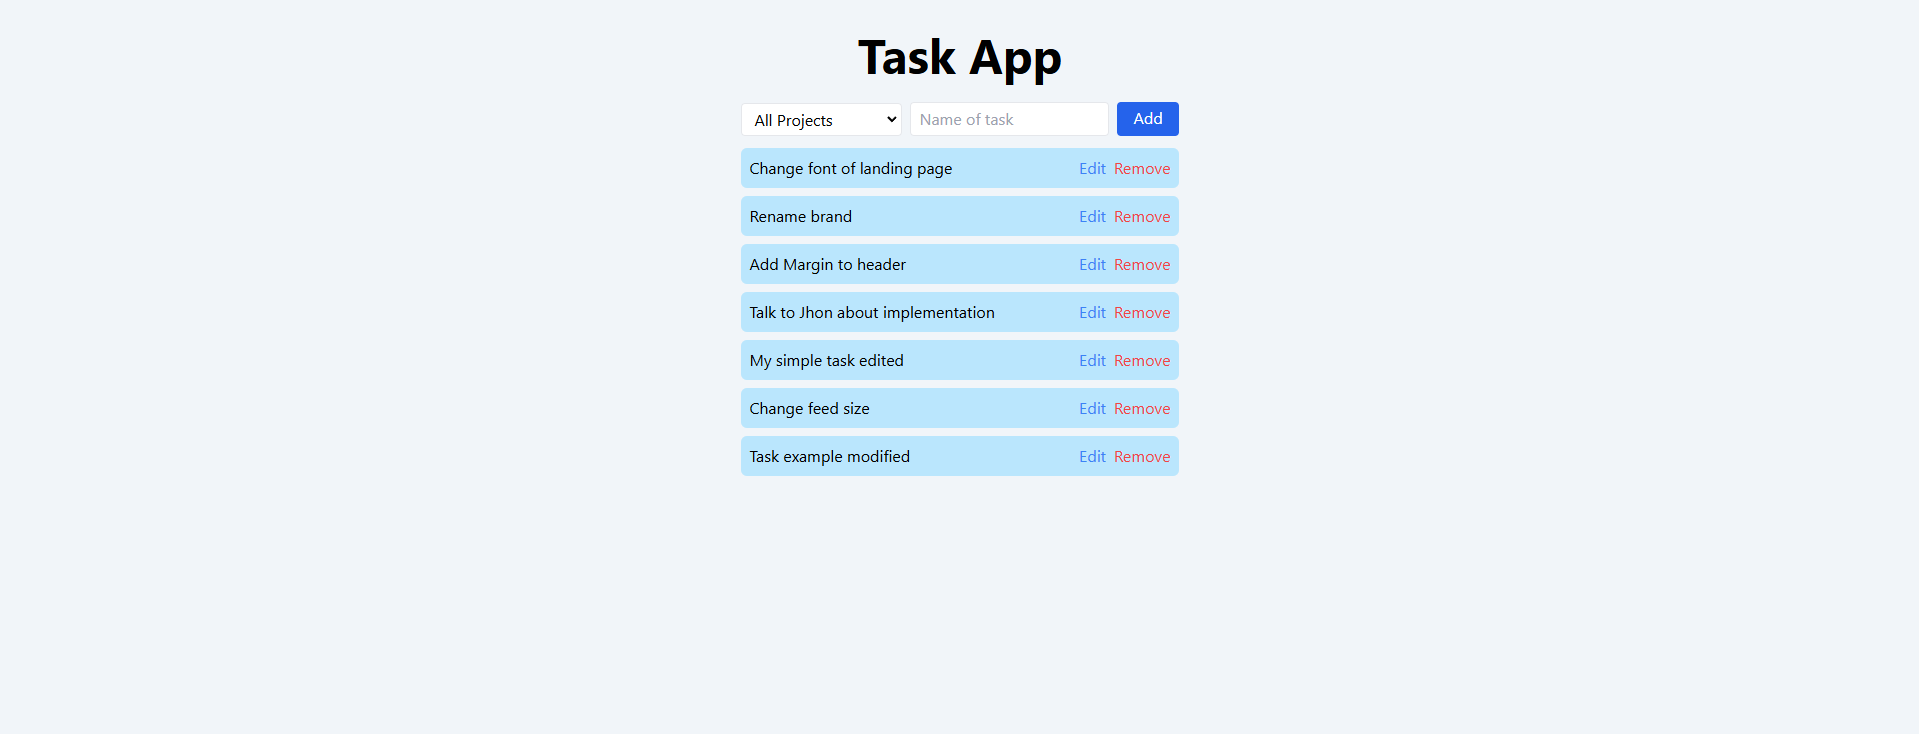 Task App
All Projects Name of task Add
Change font of landing page Edit Remove
Rename brand Edit Remove
Add Margin to header Edit Remove
Talk to Jhon about implementation Edit Remove
My simple task edited Edit Remove
Change feed size Edit Remove
Task example modified Edit Remove